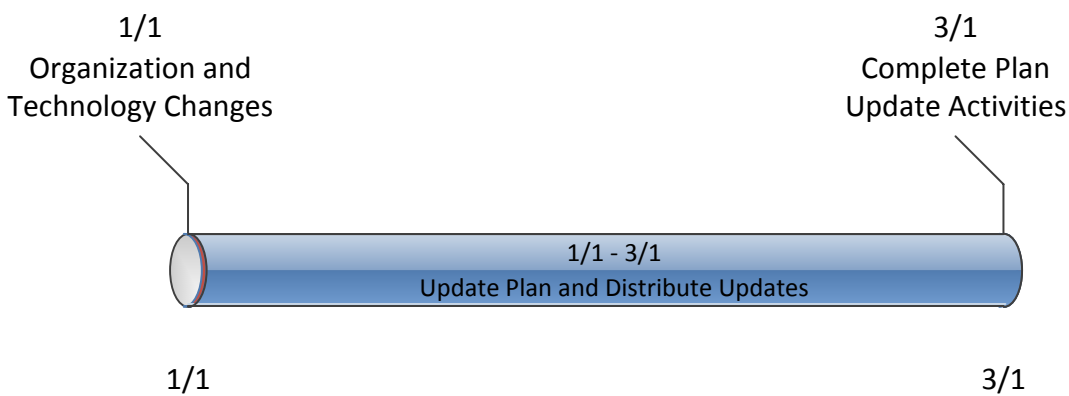 1/1
Organization and
Technology Changes
3/1
Complete Plan
Update Activities
1/1 - 3/1
Update Plan and Distribute Updates
1/1
3/1